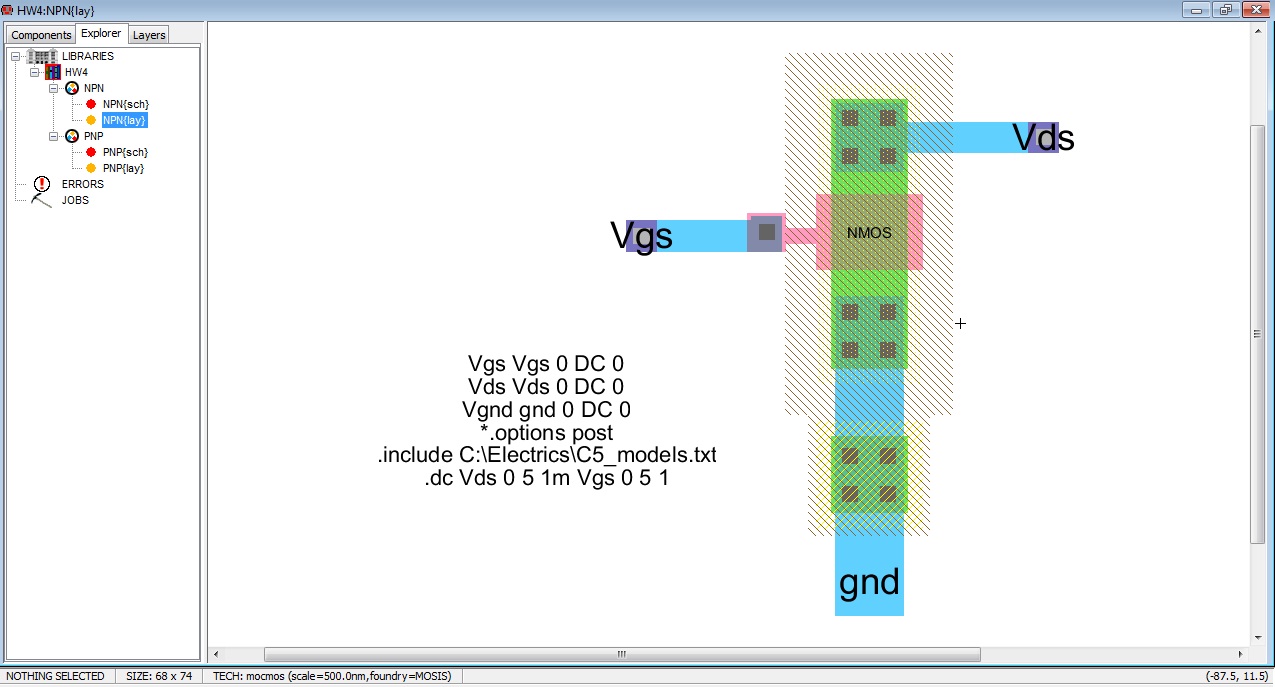 HW4:NPN{lay}
Components Explorer Layers
LIBRARIES
HW4
NPN
NPN{sch}
NPN{lay}
PNP
PNP{sch}
PNP{lay}
ERRORS
JOBS
Vds
Vgs
NMOS
Vgs Vgs 0 DC 0
Vds Vds 0 DC 0
Vgnd gnd 0 DC 0
*.options post
.include C:\Electrics\C5_models.txt
.dc Vds 0 5 1m Vgs 0 5 1
gnd
NOTHING SELECTED SIZE: 68 x 74 TECH: mocmos (scale=500.0nm,foundry=MOSIS) (-87.5, 11.5)